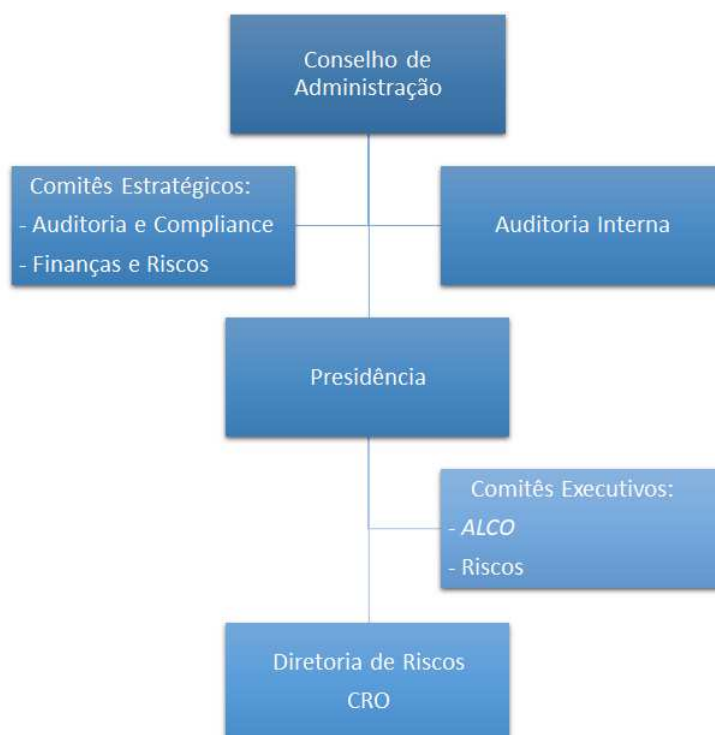 Conselho de
Administração
Comitês Estratégicos:
- Auditoria e Compliance
- Finanças e Riscos
Auditoria Interna
Presidência
Comitês Executivos:
- ALCO
- Riscos
Diretoria de Riscos
CRO